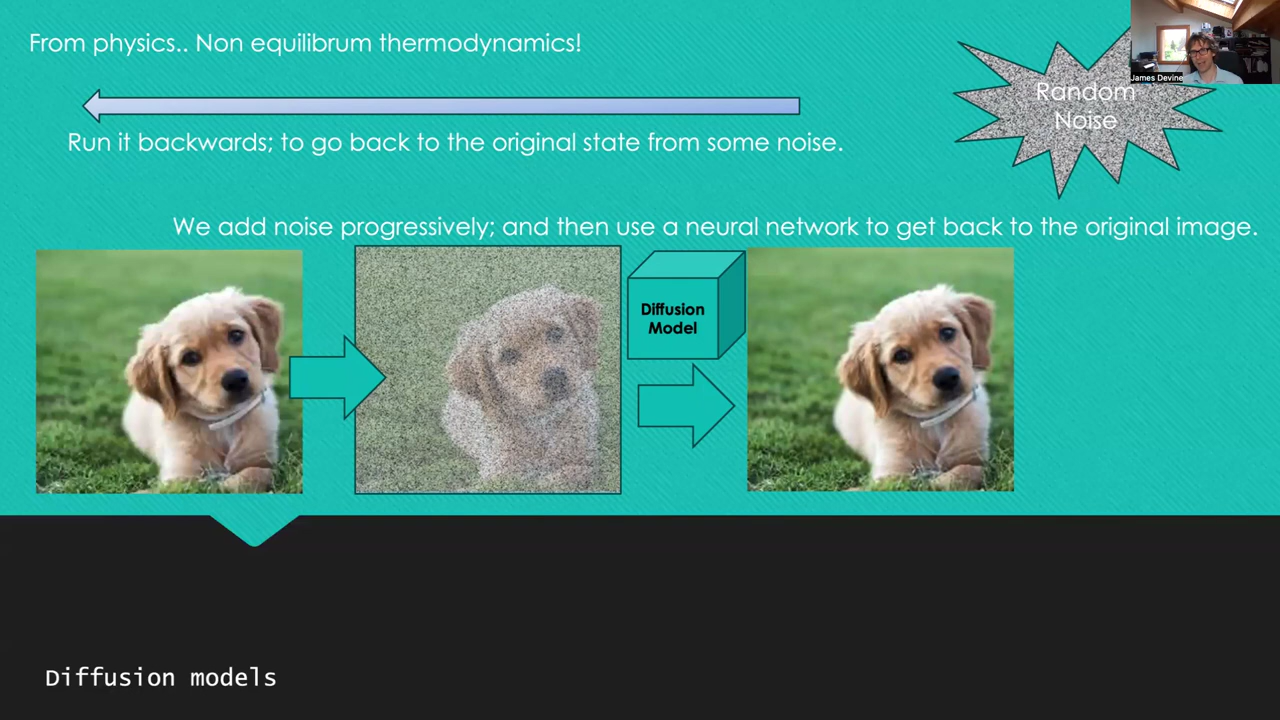 From physics.. Non equilibrum thermodynamics!
James Devine
Random
Noise
Run it backwards; to go back to the original state from some noise.
We add noise progressively; and then use a neural network to get back to the original image.
Diffusion
Model
Diffusion models